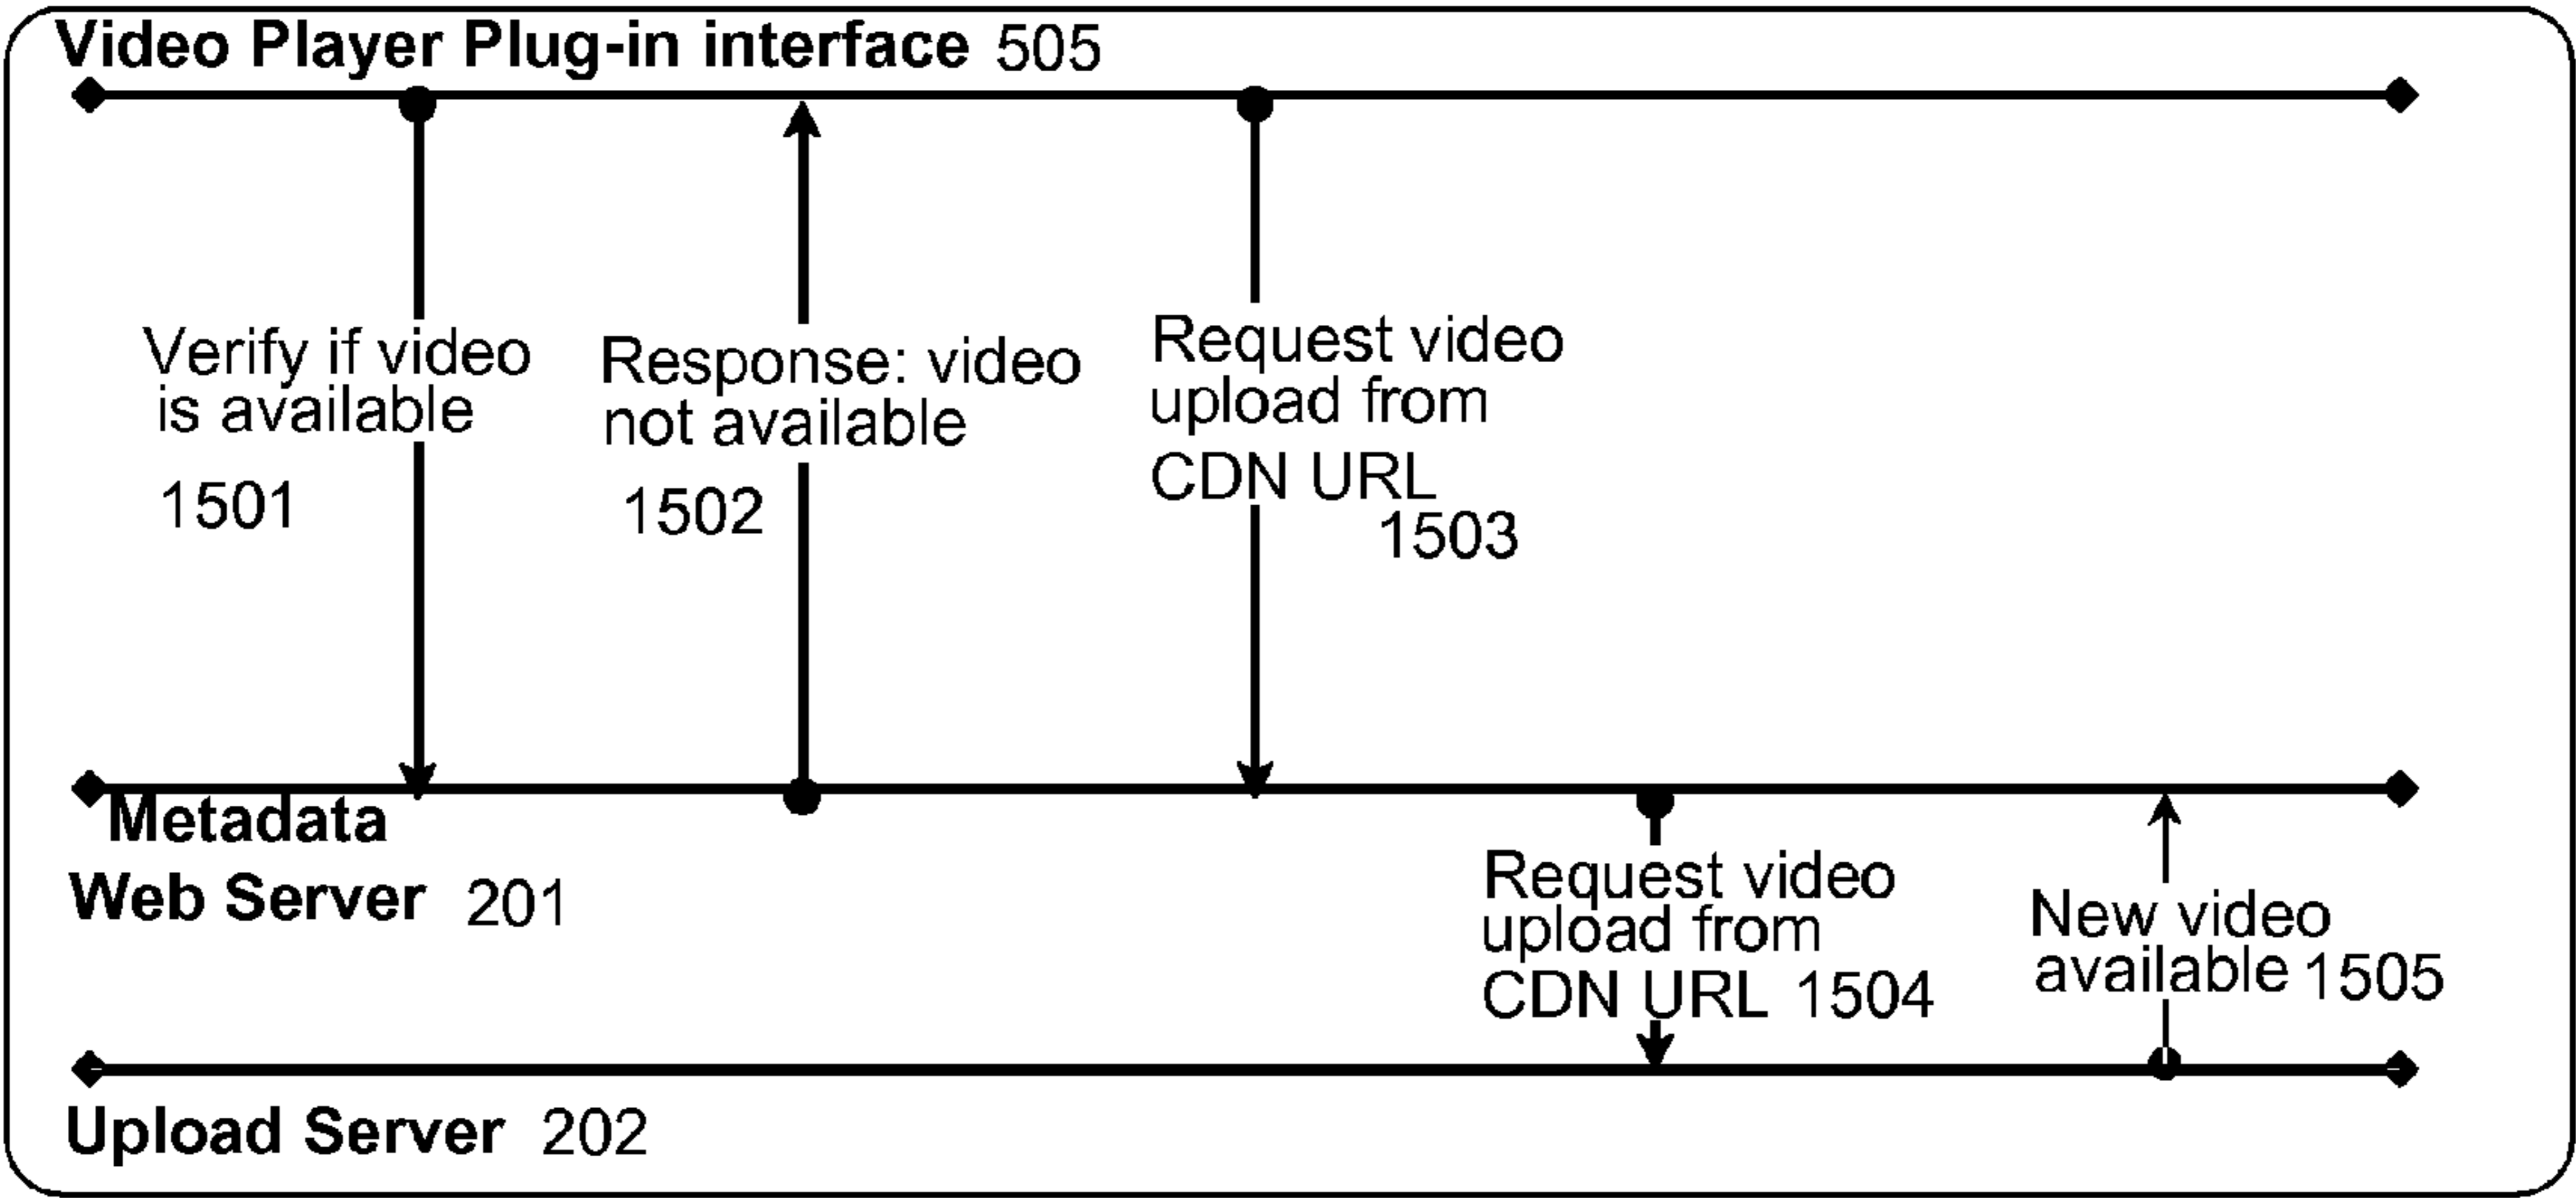 Video Player Plug-in interface 505
Verify if video
is available
1501
Response: video
not available
1502
Request video
upload from
CDN URL
1503
Metadata
Web Server 201
Request video
upload from
CDN URL 1504
New video
available 1505
Upload Server 202